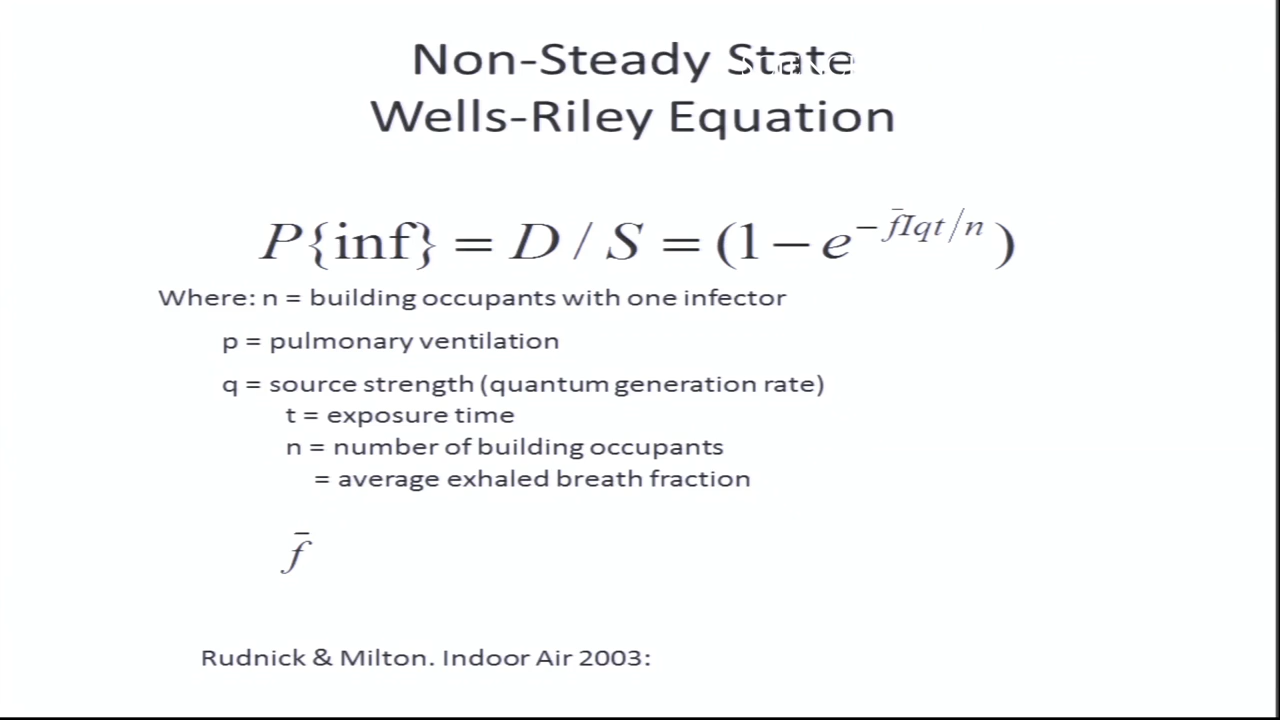 Non-Steady State
SCIENCE
Wells-Riley Equation
P{inf} = D / S = (1 − e^{− f̄Iqt/n})
Where: n = building occupants with one infector
p = pulmonary ventilation
q = source strength (quantum generation rate)
t = exposure time
n = number of building occupants
= average exhaled breath fraction
f̄
Rudnick & Milton. Indoor Air 2003: